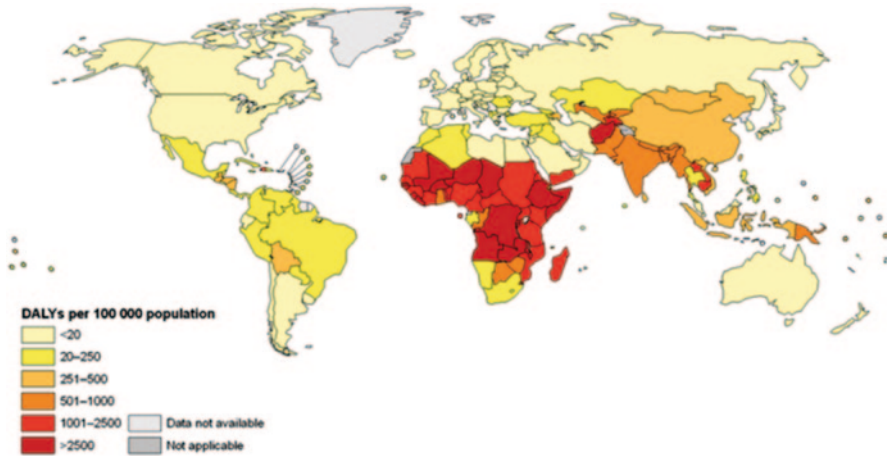 DALYs per 100 000 population
<20
20–250
251–500
501–1000
1001–2500
>2500
Data not available
Not applicable